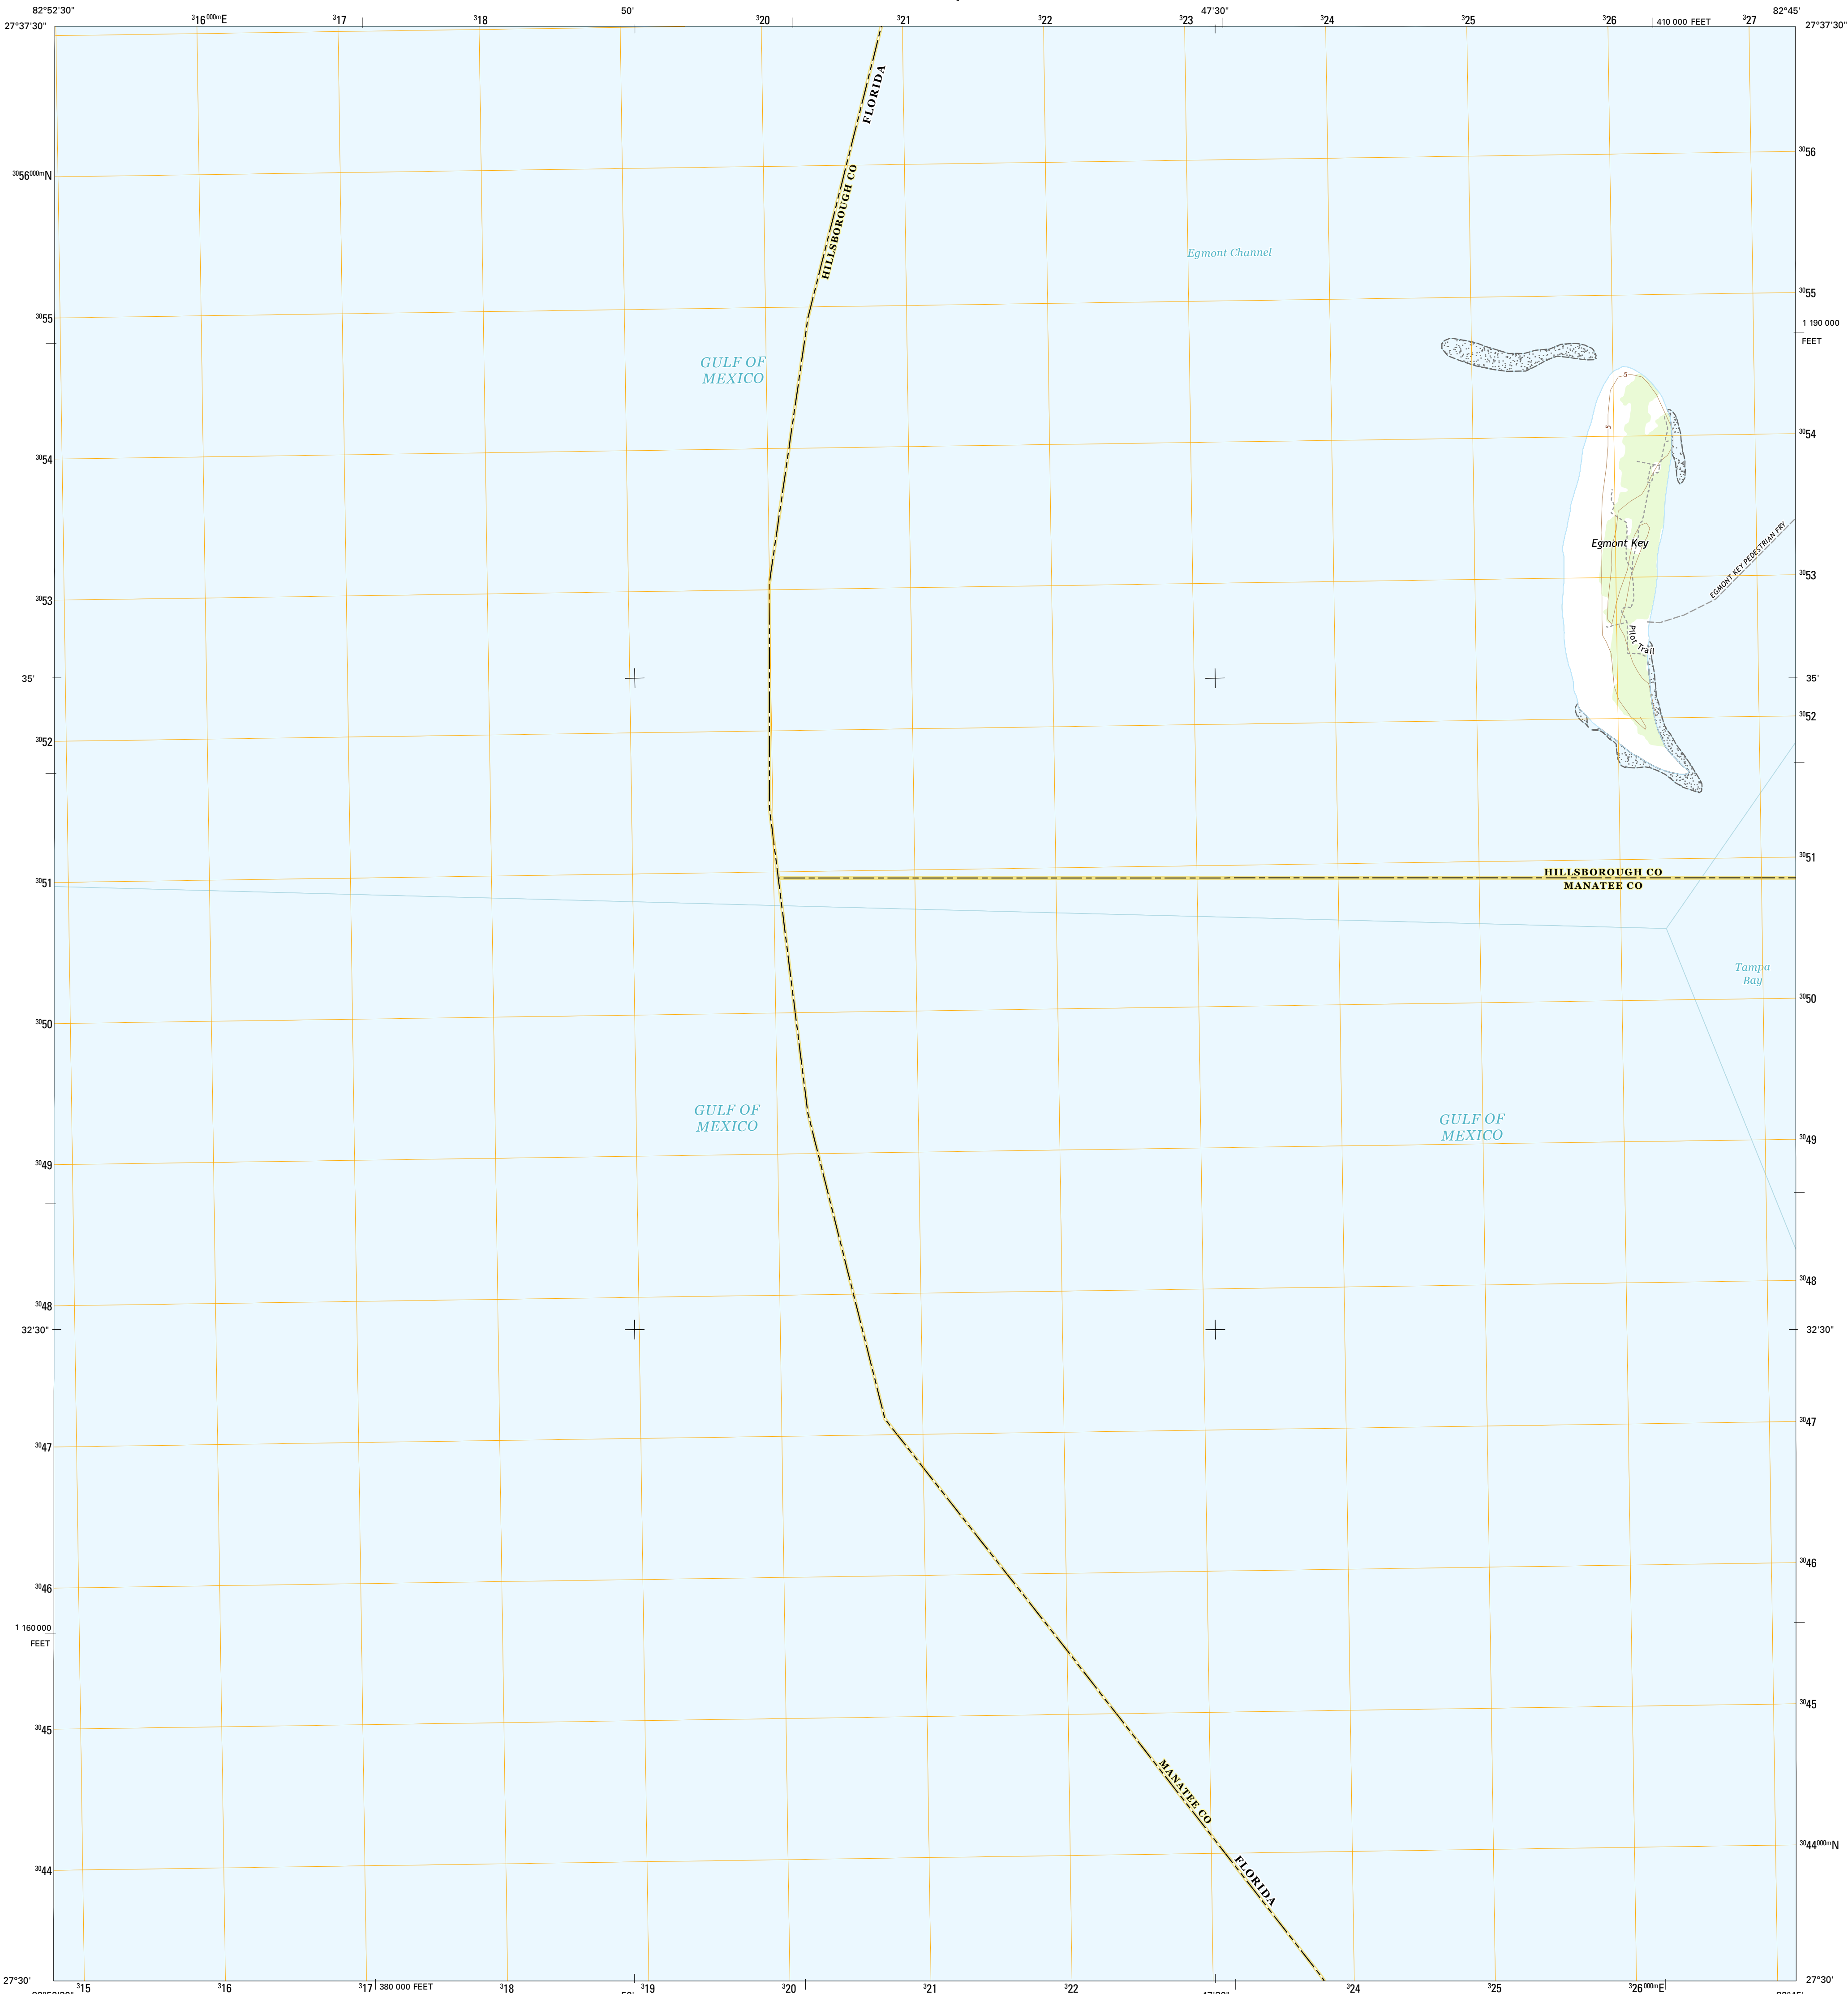 82°52'30" 316000mE 317 318 50' 320 321 322 47'30" 323 324 325 326 410 000 FEET 327 82°45'
27°37'30" 27°37'30"
FLORIDA
HILLSBOROUGH CO
3056 
3056000mN
Egmont Channel
3055
3055
1 190 000
FEET
GULF OF
MEXICO
5
5
3054
3054
EGMONT KEY PEDESTRIAN FRY
Egmont Key
3053
3053
Pilot Trail
35' 35'
3052
3052
3051
3051
HILLSBOROUGH CO
MANATEE CO
Tampa
Bay
3050
3050
GULF OF
MEXICO
GULF OF
MEXICO
3049
3049
3048
3048
32'30" 32'30"
3047
3047
3046
3046
1 160 000
FEET
3045
3045
MANATEE CO
3044000mN
3044
FLORIDA
27°30' 27°30'
315 316 317 380 000 FEET 318 319 320 321 322 324 325 326000mE